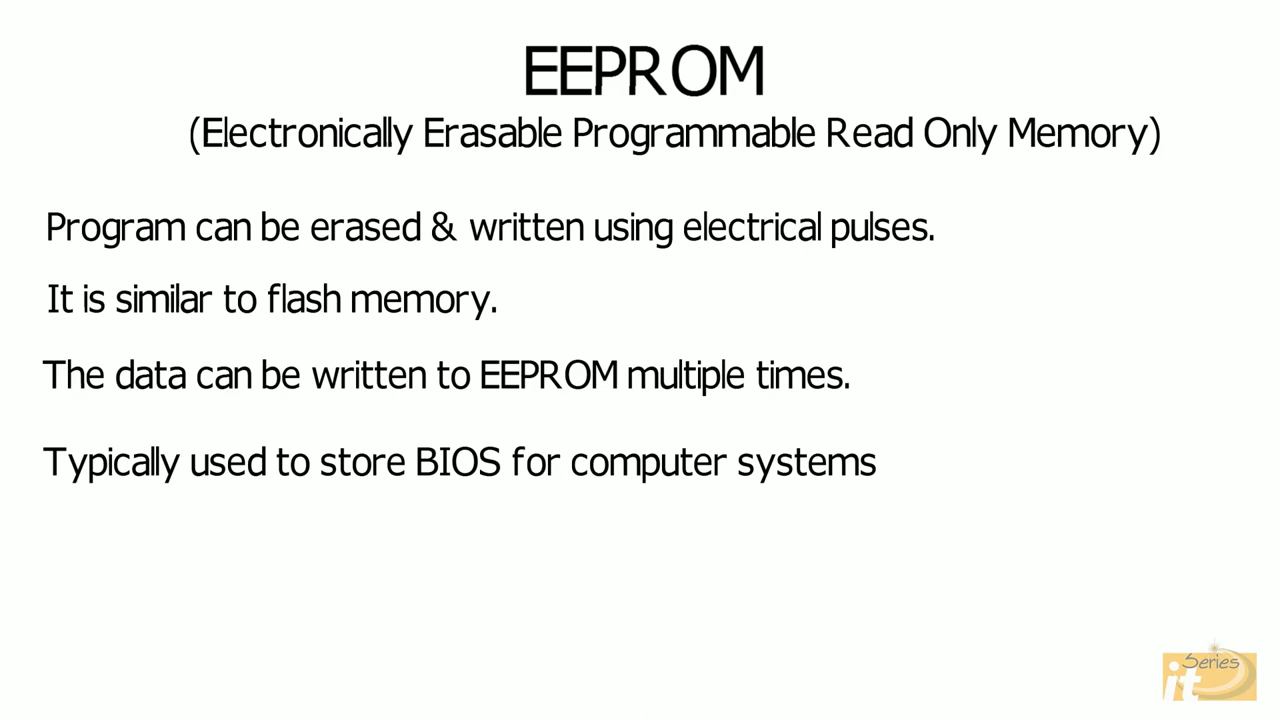 EEPROM
(Electronically Erasable Programmable Read Only Memory)
Program can be erased & written using electrical pulses.
It is similar to flash memory.
The data can be written to EEPROM multiple times.
Typically used to store BIOS for computer systems
Series
it